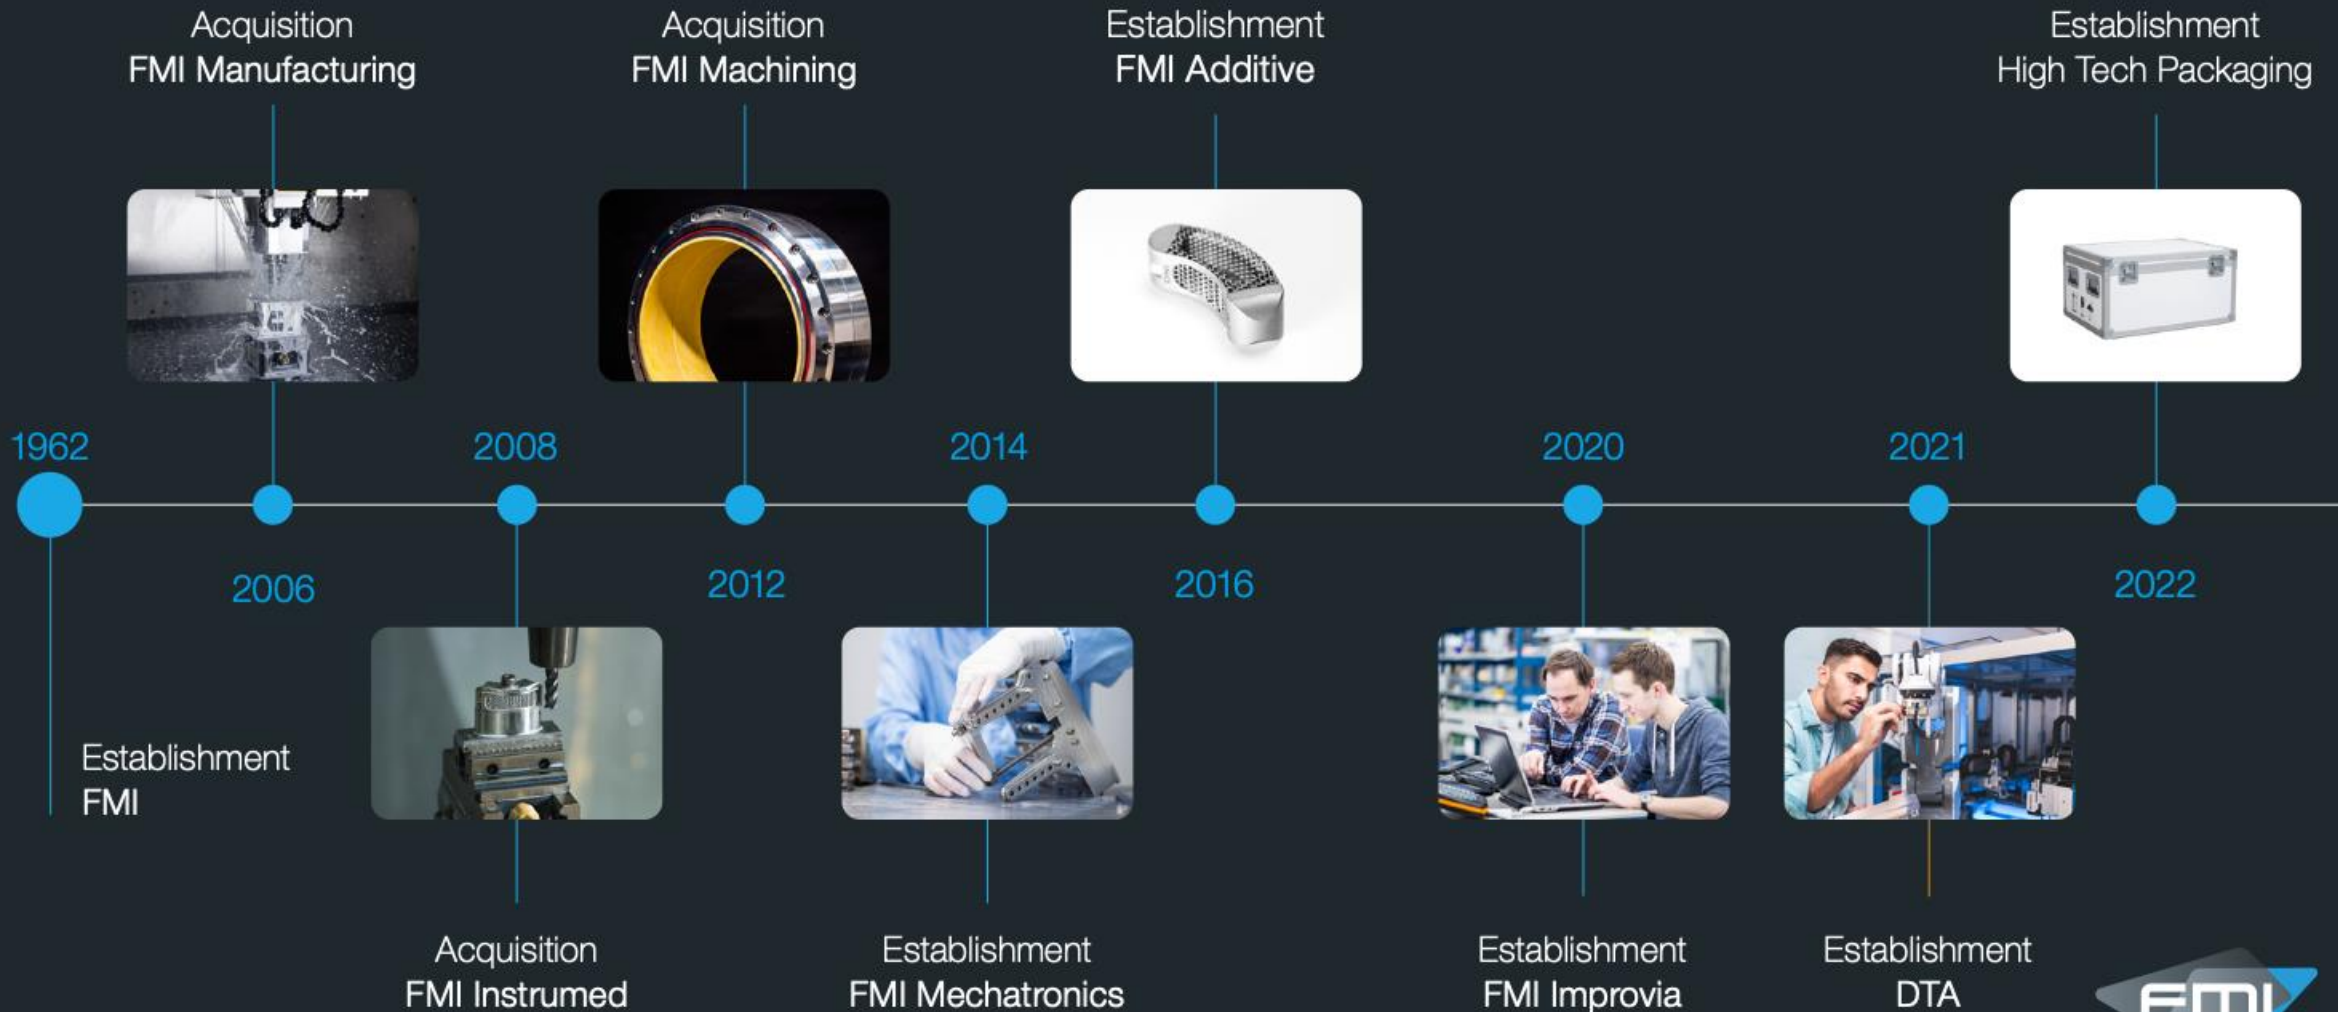 Acquisition
FMI Manufacturing
Acquisition
FMI Machining
Establishment
FMI Additive
Establishment
High Tech Packaging
1962
2008
2014
2020
2021
2006
2012
2016
2022
Establishment
FMI
Acquisition
FMI Instrumed
Establishment
FMI Mechatronics
Establishment
FMI Improvia
Establishment
DTA
FMI